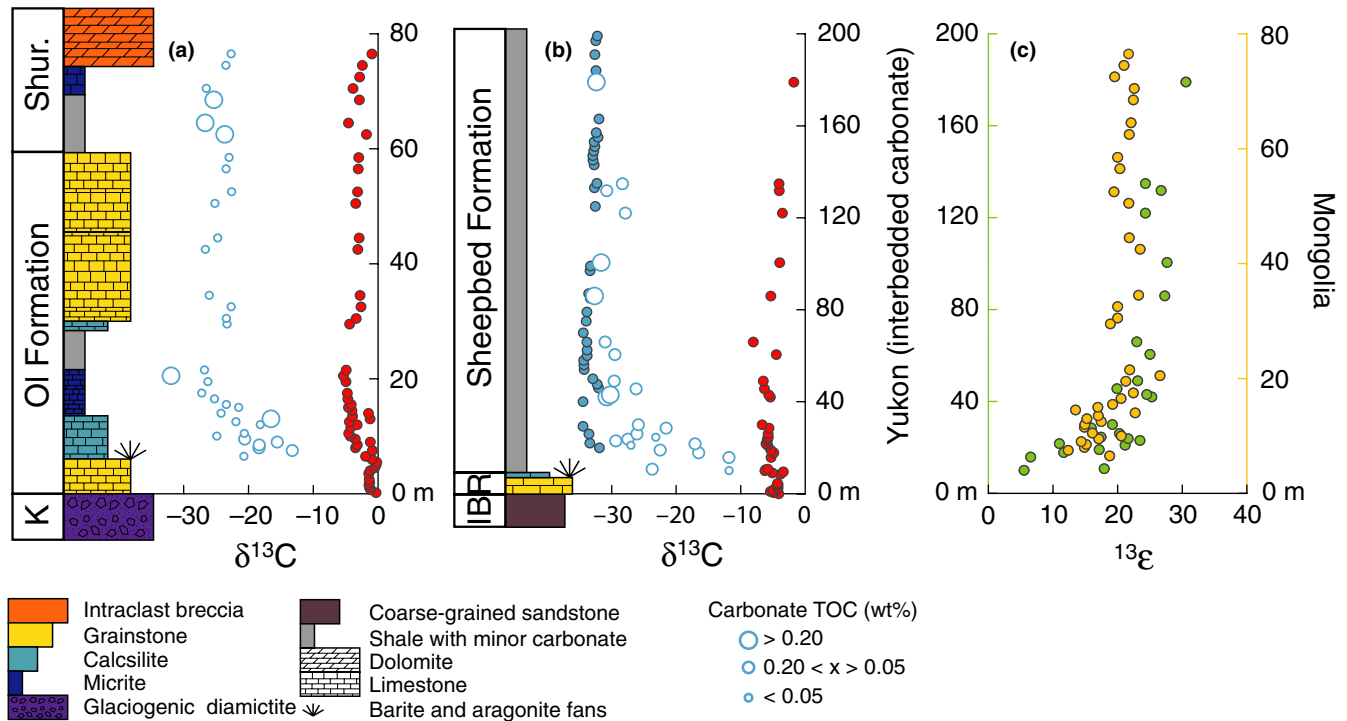 Shur.
Ol Formation
K
(a)
80
60
40
20
0 m
−30
−20
−10
0
δ¹³C
Sheepbed Formation
IBR
(b)
200
160
120
80
40
0 m
−30
−20
−10
0
δ¹³C
Yukon (interbedded carbonate)
(c)
200
160
120
80
40
0 m
80
60
40
20
0 m
0
10
20
30
40
¹³ε
Mongolia
Intraclast breccia
Grainstone
Calcsilite
Micrite
Glaciogenic diamictite
Coarse-grained sandstone
Shale with minor carbonate
Dolomite
Limestone
Barite and aragonite fans
Carbonate TOC (wt%)
> 0.20
0.20 < x > 0.05
< 0.05